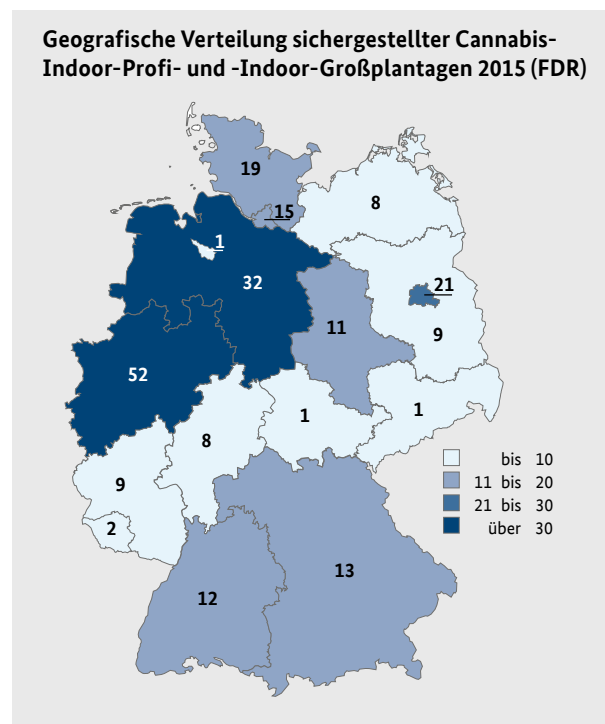 Geografische Verteilung sichergestellter Cannabis-
Indoor-Profi- und -Indoor-Großplantagen 2015 (FDR)
19
15
8
1
32
21
11
9
52
1
1
8
9
2
13
12
bis 10
11 bis 20
21 bis 30
über 30